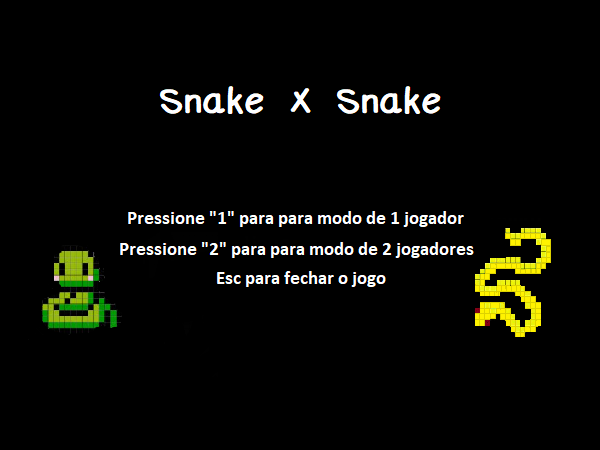 Snake X Snake
Pressione "1" para para modo de 1 jogador
Pressione "2" para para modo de 2 jogadores
Esc para fechar o jogo